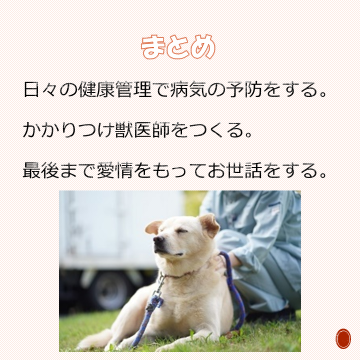 まとめ
日々の健康管理で病気の予防をする。
かかりつけ獣医師をつくる。
最後まで愛情をもってお世話をする。